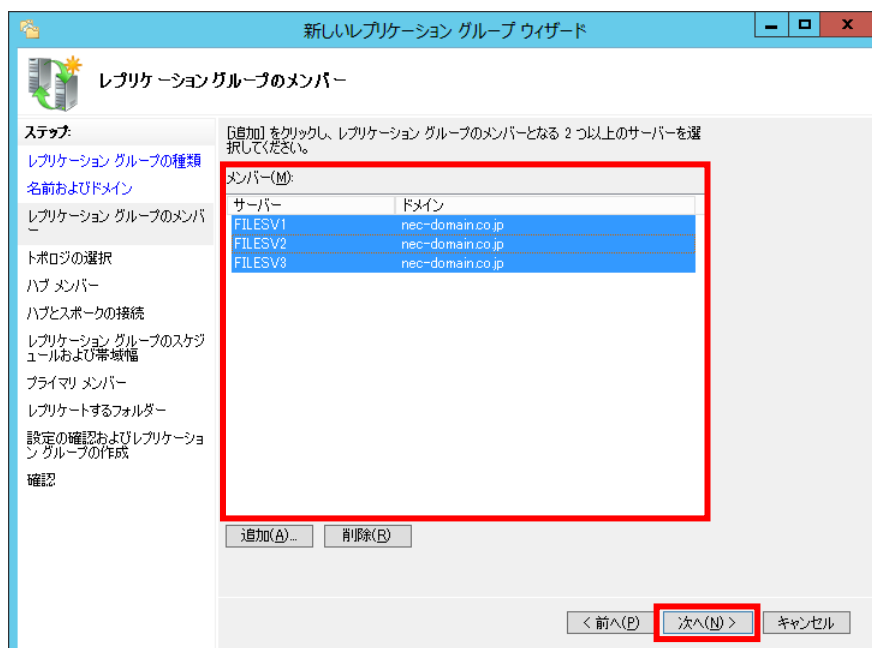 新しいレプリケーション グループ ウィザード
レプリケーション グループのメンバー
ステップ:
レプリケーション グループの種類
名前およびドメイン
レプリケーション グループのメンバ
ー
トポロジの選択
ハブ メンバー
ハブとスポークの接続
レプリケーション グループのスケジ
ュールおよび帯域幅
プライマリ メンバー
レプリケートするフォルダー
設定の確認およびレプリケーショ
ン グループの作成
確認
[追加] をクリックし、レプリケーション グループのメンバーとなる 2 つ以上のサーバーを選
択してください。
メンバー(M):
サーバー ドメイン
FILESV1 nec-domain.co.jp
FILESV2 nec-domain.co.jp
FILESV3 nec-domain.co.jp
追加(A)... 削除(R)
< 前へ(P) 次へ(N) > キャンセル